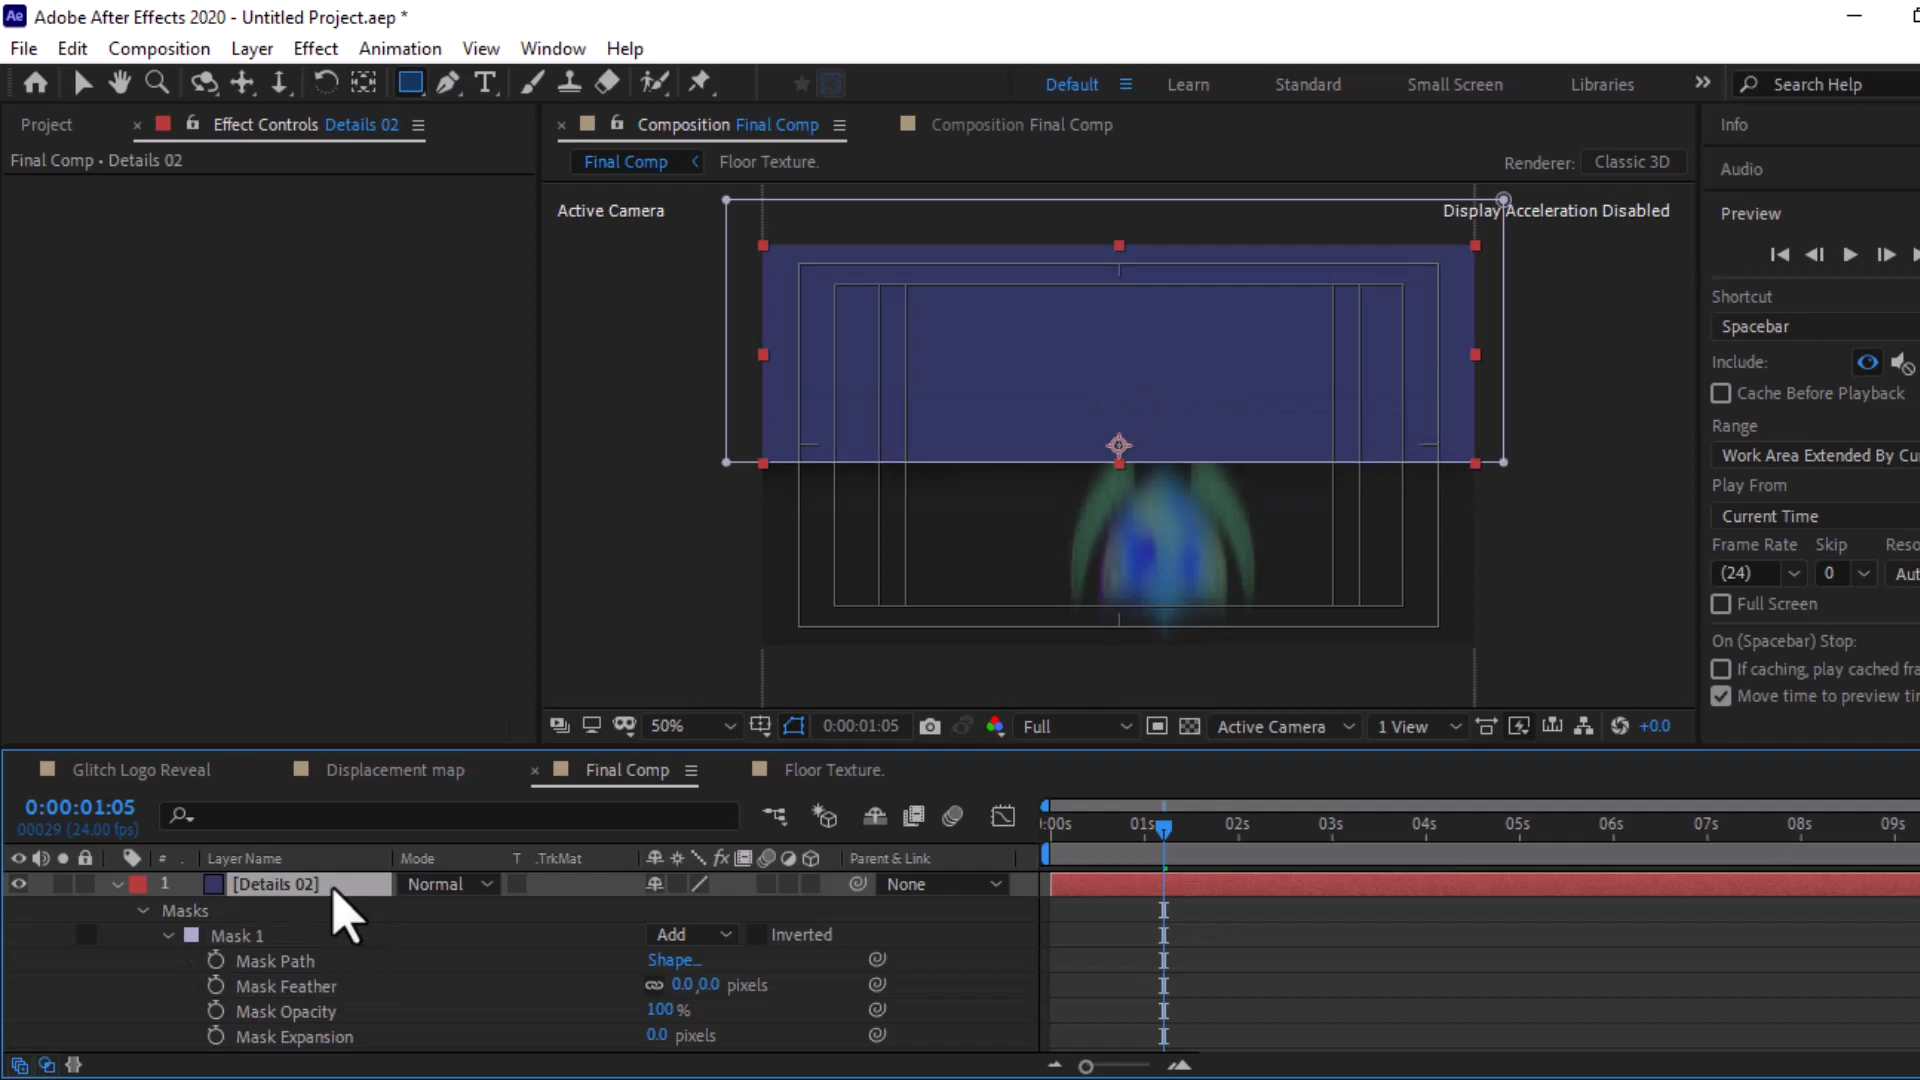 Adobe After Effects 2020 - Untitled Project.aep *
File Edit Composition Layer Effect Animation View Window Help
Default Learn Standard Small Screen Libraries Search Help
Project Effect Controls Details 02 Composition Final Comp Composition Final Comp Info
Final Comp • Details 02 Final Comp Floor Texture. Renderer: Classic 3D
Audio
Active Camera Display Acceleration Disabled Preview
Shortcut
Spacebar
Include:
Cache Before Playback
Range
Work Area Extended By Cu
Play From
Current Time
Frame Rate Skip Reso
(24) 0 Aut
Full Screen
On (Spacebar) Stop:
If caching, play cached fra
Move time to preview tin
50% 0:00:01:05 Full Active Camera 1 View +0.0
Glitch Logo Reveal Displacement map Final Comp Floor Texture.
0:00:01:05
00029 (24.00 fps)
:00s 01s 02s 03s 04s 05s 06s 07s 08s 09s
# . Layer Name Mode T .TrkMat fx Parent & Link
1 [Details 02] Normal None
Masks
Mask 1 Add Inverted
Mask Path Shape...
Mask Feather 0.0,0.0 pixels
Mask Opacity 100 %
Mask Expansion 0.0 pixels